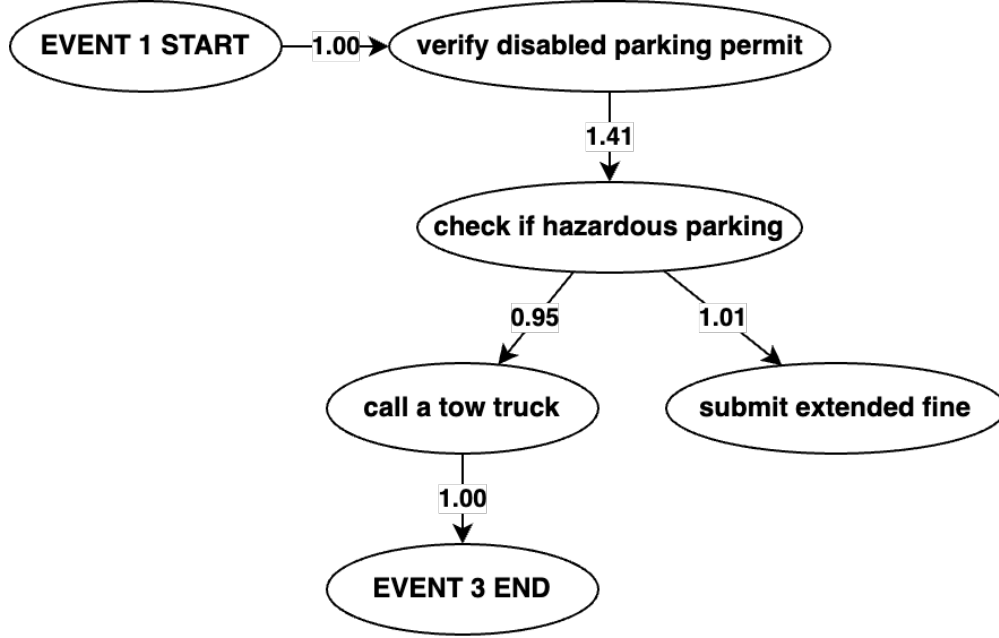 EVENT 1 START
1.00
verify disabled parking permit
1.41
check if hazardous parking
0.95
1.01
call a tow truck
submit extended fine
1.00
EVENT 3 END